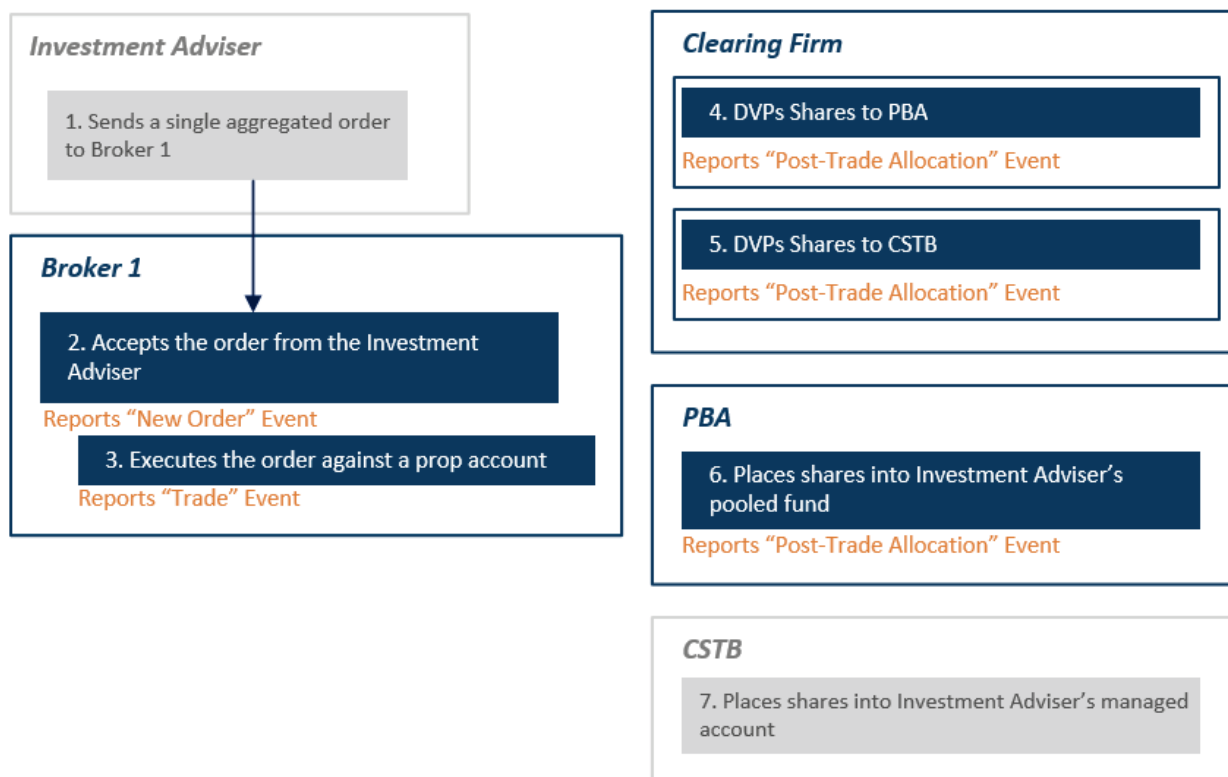 Investment Adviser
1. Sends a single aggregated order
to Broker 1
Broker 1
2. Accepts the order from the Investment
Adviser
Reports “New Order” Event
3. Executes the order against a prop account
Reports “Trade” Event
Clearing Firm
4. DVPs Shares to PBA
Reports “Post-Trade Allocation” Event
5. DVPs Shares to CSTB
Reports “Post-Trade Allocation” Event
PBA
6. Places shares into Investment Adviser’s
pooled fund
Reports “Post-Trade Allocation” Event
CSTB
7. Places shares into Investment Adviser’s managed
account